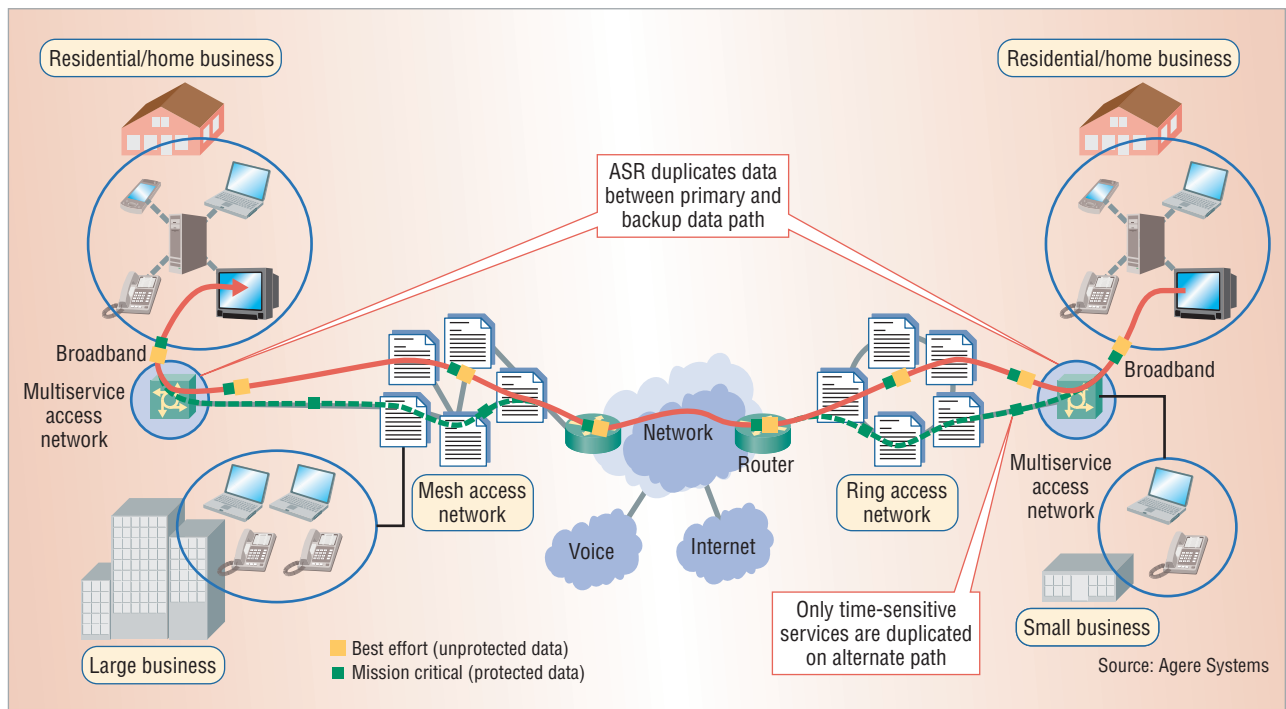 Residential/home business
Residential/home business
ASR duplicates data
between primary and
backup data path
Broadband
Broadband
Multiservice
access
network
Network
Router
Multiservice
access
network
Mesh access
network
Ring access
network
Voice
Internet
Only time-sensitive
services are duplicated
on alternate path
Small business
Large business
Best effort (unprotected data)
Mission critical (protected data)
Source: Agere Systems